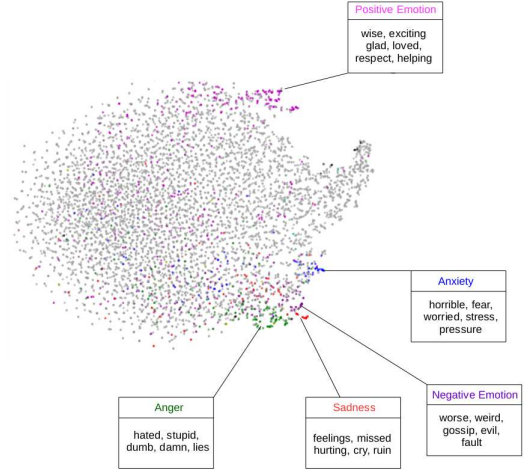 Positive Emotion
wise, exciting
glad, loved,
respect, helping
Anxiety
horrible, fear,
worried, stress,
pressure
Negative Emotion
worse, weird,
gossip, evil,
fault
Anger
hated, stupid,
dumb, damn, lies
Sadness
feelings, missed
hurting, cry, ruin